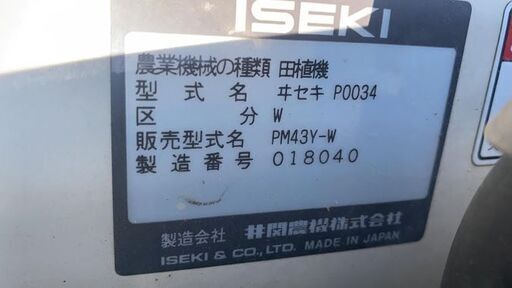 ISEKI
農業機械の種類 田植機
型式名 ヰセキ P0034
区分 W
販売型式名 PM43Y-W
製造番号 018040
製造会社 井関農機株式会社
ISEKI & CO., LTD. MADE IN JAPAN